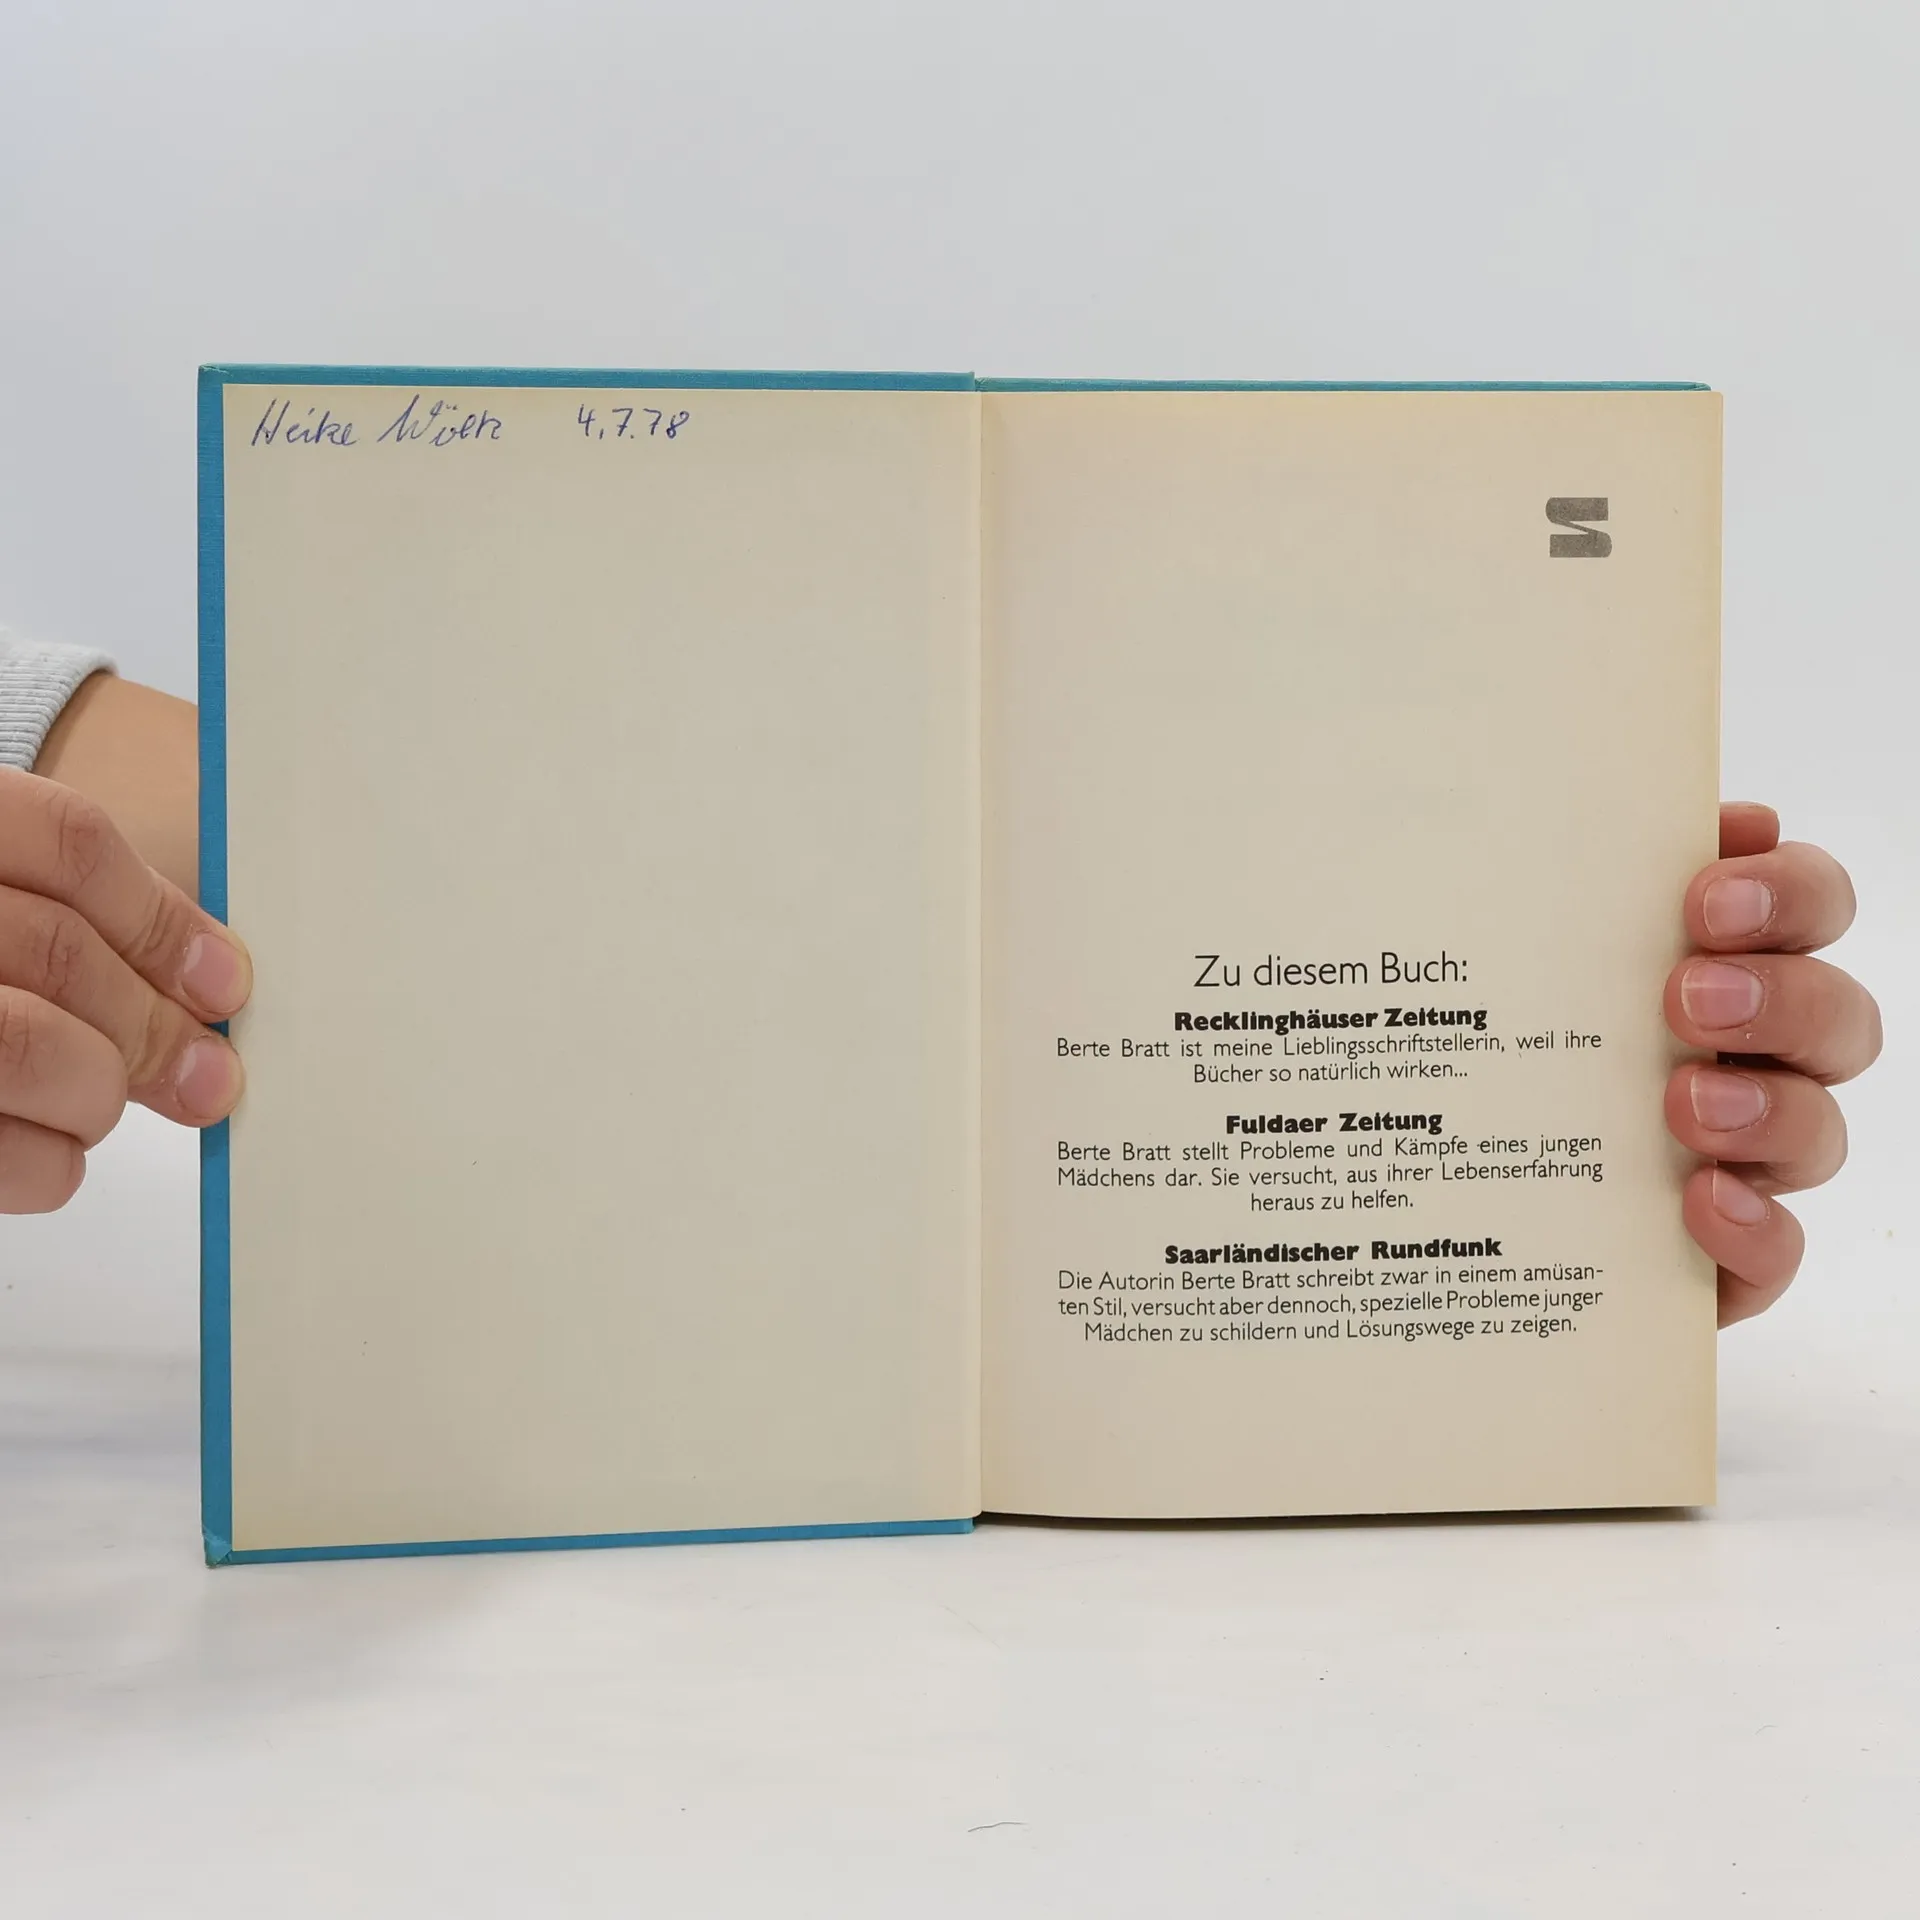 Heike Wölk 4.7.78
Zu diesem Buch:
Recklinghäuser Zeitung
Berte Bratt ist meine Lieblingsschriftstellerin, weil ihre
Bücher so natürlich wirken...
Fuldaer Zeitung
Berte Bratt stellt Probleme und Kämpfe eines jungen
Mädchens dar. Sie versucht, aus ihrer Lebenserfahrung
heraus zu helfen.
Saarländischer Rundfunk
Die Autorin Berte Bratt schreibt zwar in einem amüsan-
ten Stil, versucht aber dennoch, spezielle Probleme junger
Mädchen zu schildern und Lösungswege zu zeigen.